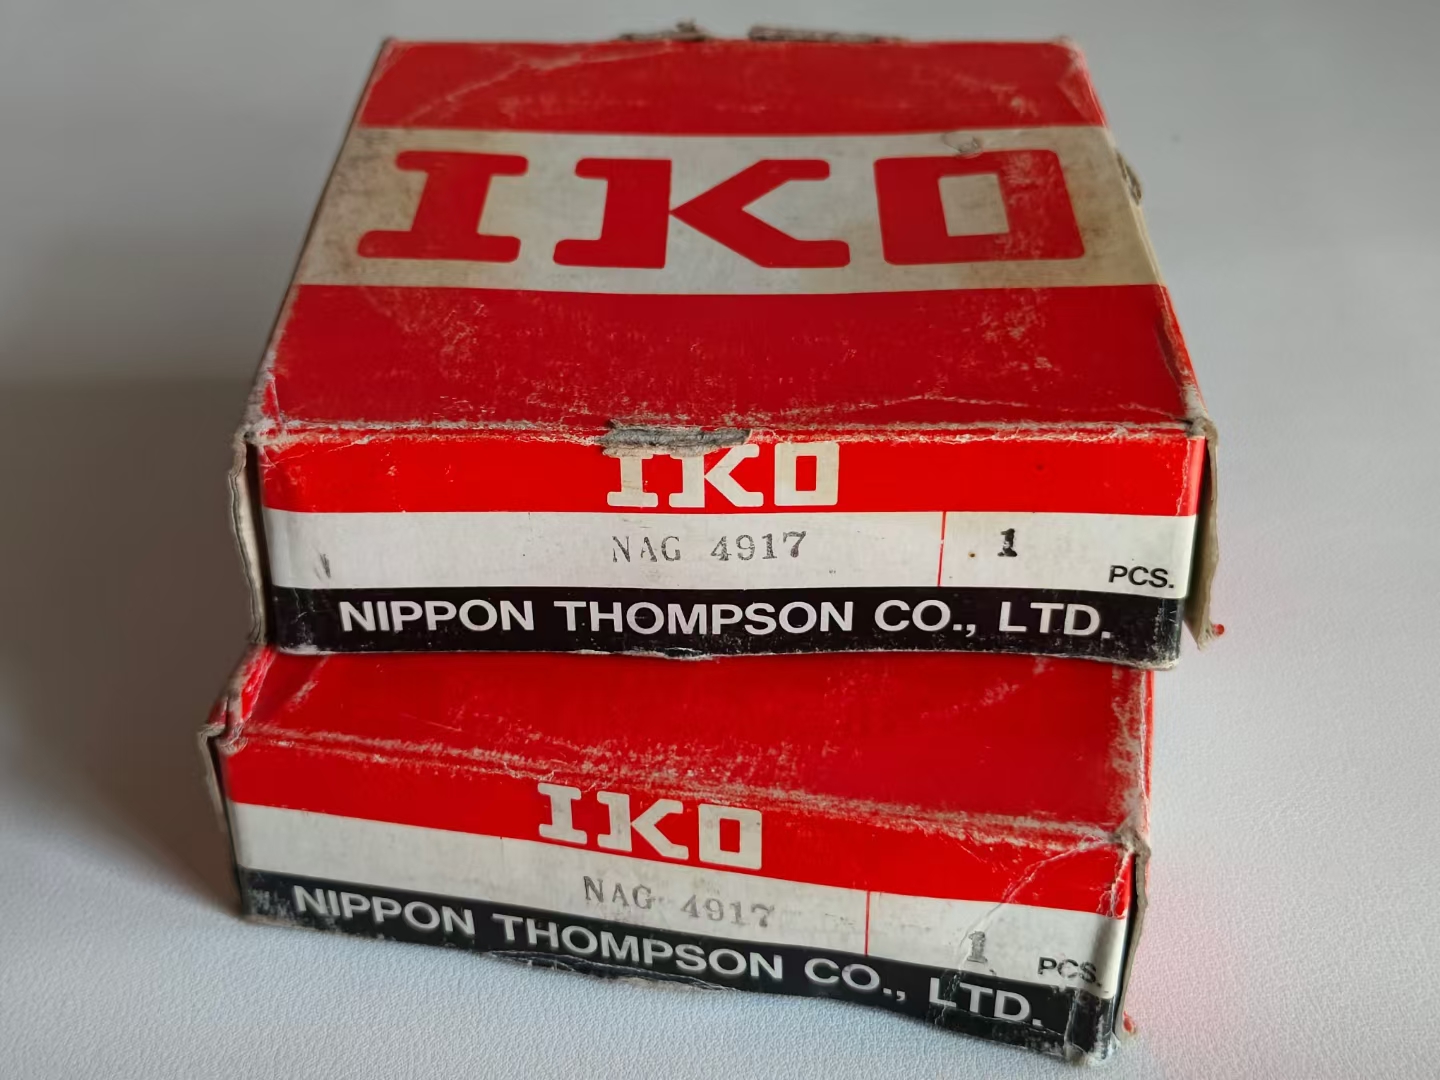 IKO
IKO
NAG 4917 1
PCS.
NIPPON THOMPSON CO., LTD.
IKO
NAG 4917 1 PCS.
NIPPON THOMPSON CO., LTD.